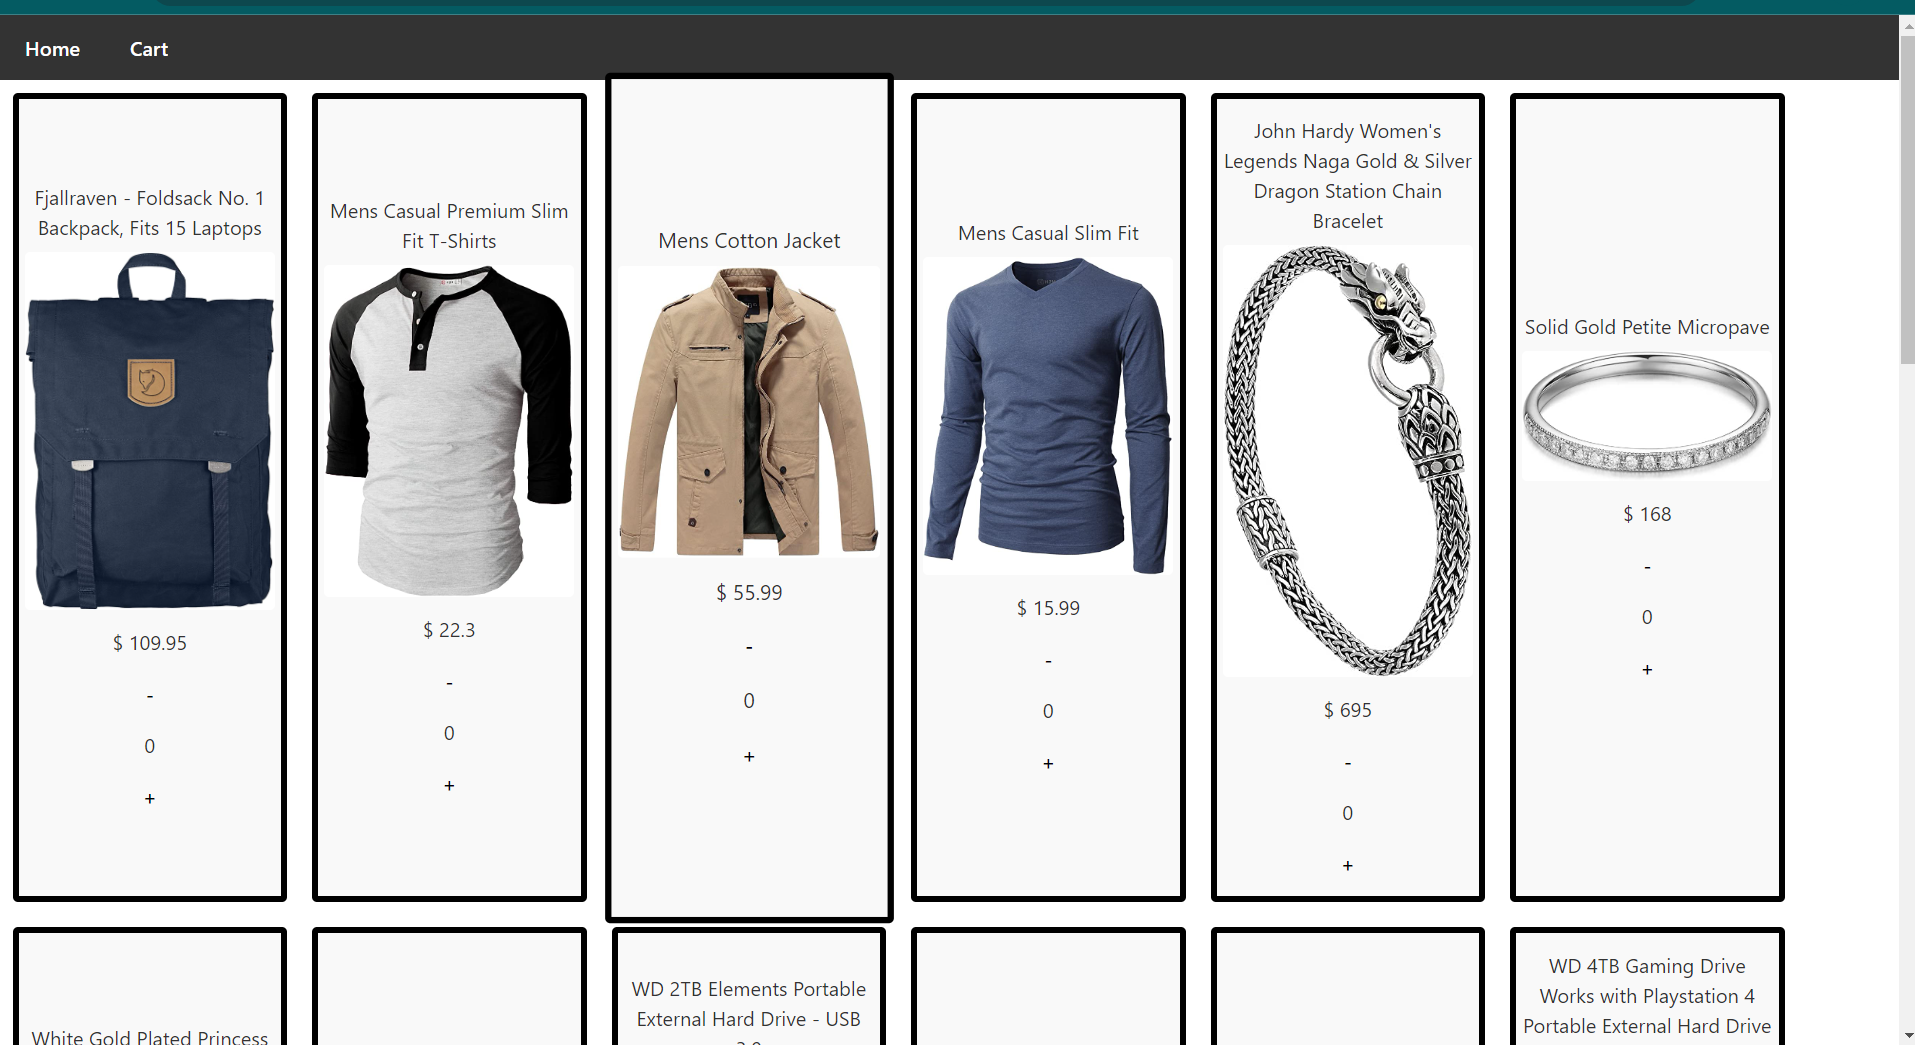 Home
Cart
Fjallraven - Foldsack No. 1
Backpack, Fits 15 Laptops
$ 109.95
-
0
+
Mens Casual Premium Slim
Fit T-Shirts
$ 22.3
-
0
+
Mens Cotton Jacket
$ 55.99
-
0
+
Mens Casual Slim Fit
$ 15.99
-
0
+
John Hardy Women's
Legends Naga Gold & Silver
Dragon Station Chain
Bracelet
$ 695
-
0
+
Solid Gold Petite Micropave
$ 168
-
0
+
White Gold Plated Princess
WD 2TB Elements Portable
External Hard Drive - USB
WD 4TB Gaming Drive
Works with Playstation 4
Portable External Hard Drive